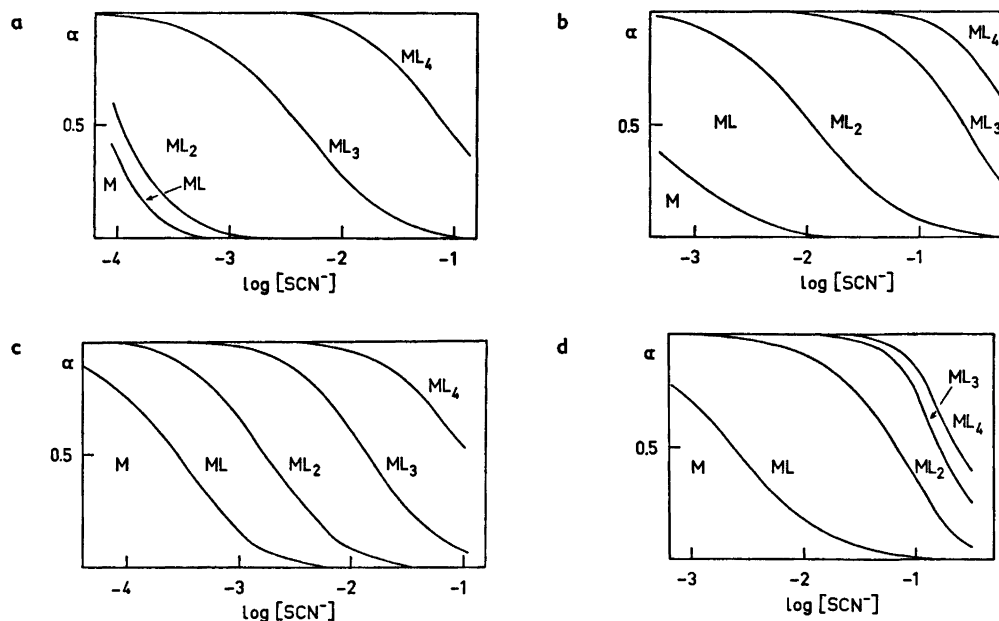 a
α
0.5
M
ML
ML2
ML3
ML4
-4 -3 -2 -1
log [SCN⁻]
b
α
0.5
M
ML
ML2
ML3
ML4
-3 -2 -1
log [SCN⁻]
c
α
0.5
M
ML
ML2
ML3
ML4
-4 -3 -2 -1
log [SCN⁻]
d
α
0.5
M
ML
ML2
ML3
ML4
-3 -2 -1
log [SCN⁻]